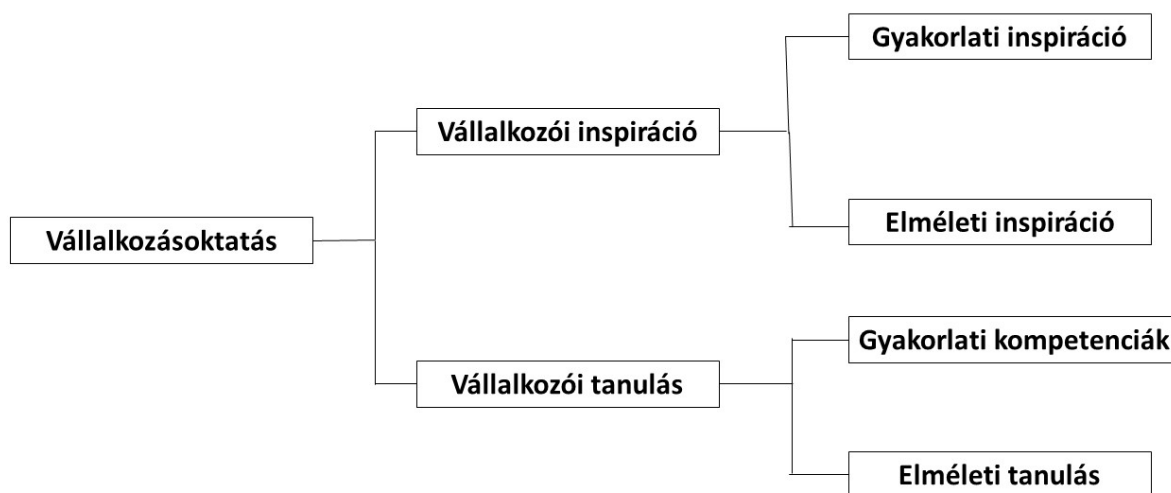 Gyakorlati inspiráció
Vállalkozói inspiráció
Elméleti inspiráció
Vállalkozásoktatás
Gyakorlati kompetenciák
Vállalkozói tanulás
Elméleti tanulás